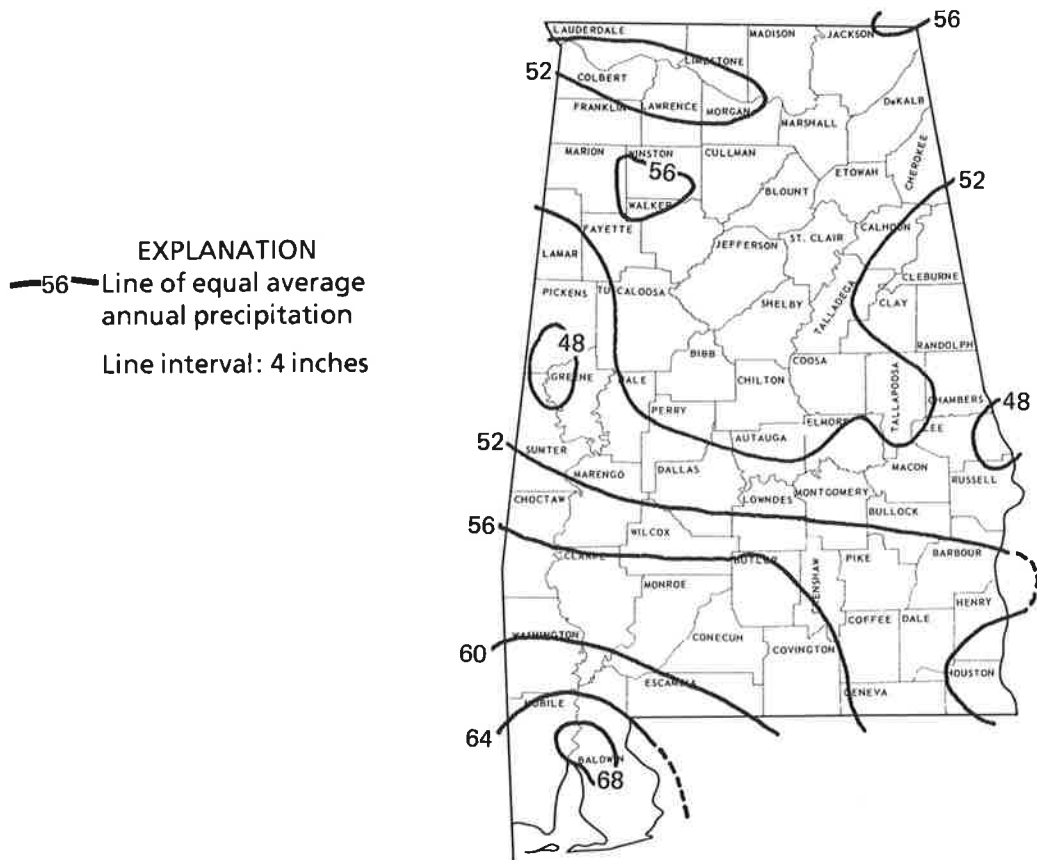 EXPLANATION
56 Line of equal average
annual precipitation
Line interval: 4 inches
56
LAUDERDALE
MADISON
JACKSON
LIMESTONE
52
COLBERT
FRANKLIN
LAWRENCE
MORGAN
DeKALB
MARSHALL
MARION
WINSTON
CULLMAN
56
CHEROKEE
ETOWAH
BLOUNT
52
WALKER
FAYETTE
CALHOUN
JEFFERSON
ST. CLAIR
LAMAR
CLEBURNE
PICKENS
TUSCALOOSA
SHELBY
TALLADEGA
CLAY
48
RANDOLPH
BIBB
COOSA
GREENE
HALE
CHILTON
TALLAPOOSA
CHAMBERS
48
PERRY
ELMORE
LEE
AUTAUGA
52
SUMTER
MARENGO
DALLAS
MACON
RUSSELL
CHOCTAW
LOWNDES
MONTGOMERY
BULLOCK
56
WILCOX
CLARKE
BUTLER
CRENSHAW
PIKE
BARBOUR
MONROE
HENRY
COFFEE
DALE
WASHINGTON
CONECUH
COVINGTON
60
ESCAMBIA
GENEVA
HOUSTON
MOBILE
64
BALDWIN
68